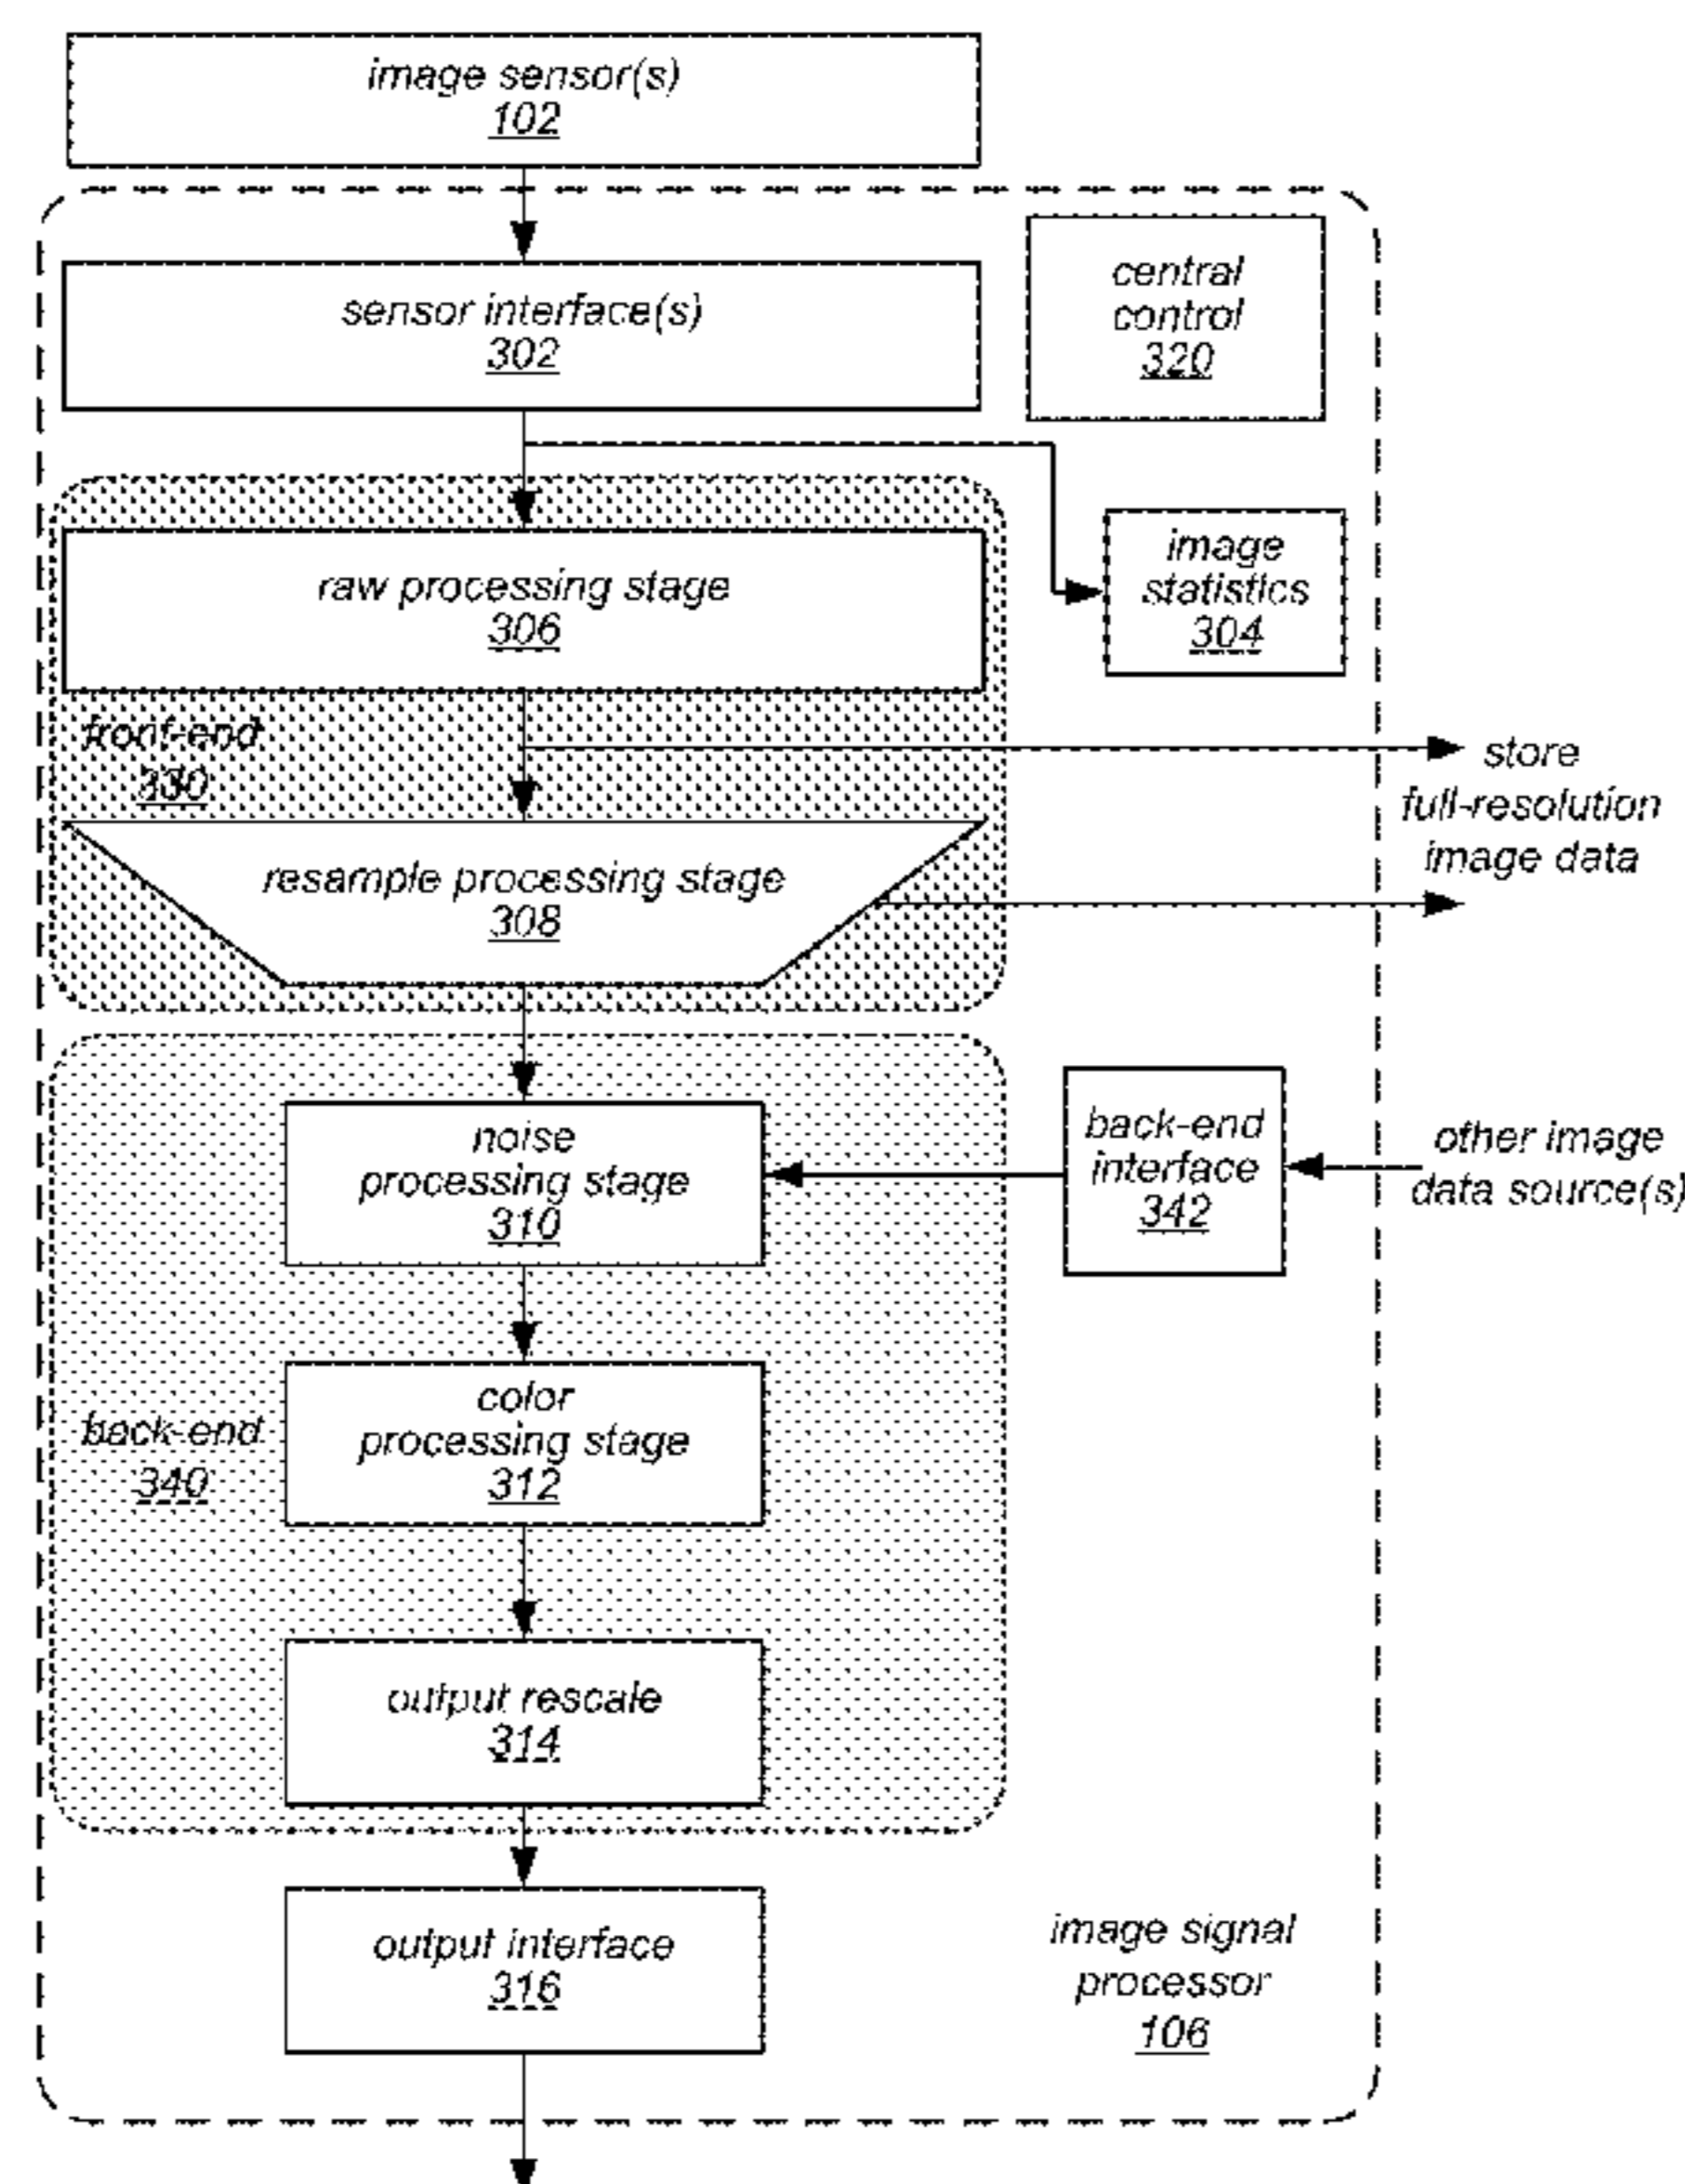 image sensor(s)
102
sensor interface(s)
302
central
control
320
raw processing stage
306
image
statistics
304
front-end
330
store
full-resolution
image data
resample processing stage
308
noise
processing stage
310
back-end
interface
342
other image
data source(s)
color
processing stage
312
back-end
340
output rescale
314
output interface
316
image signal
processor
106